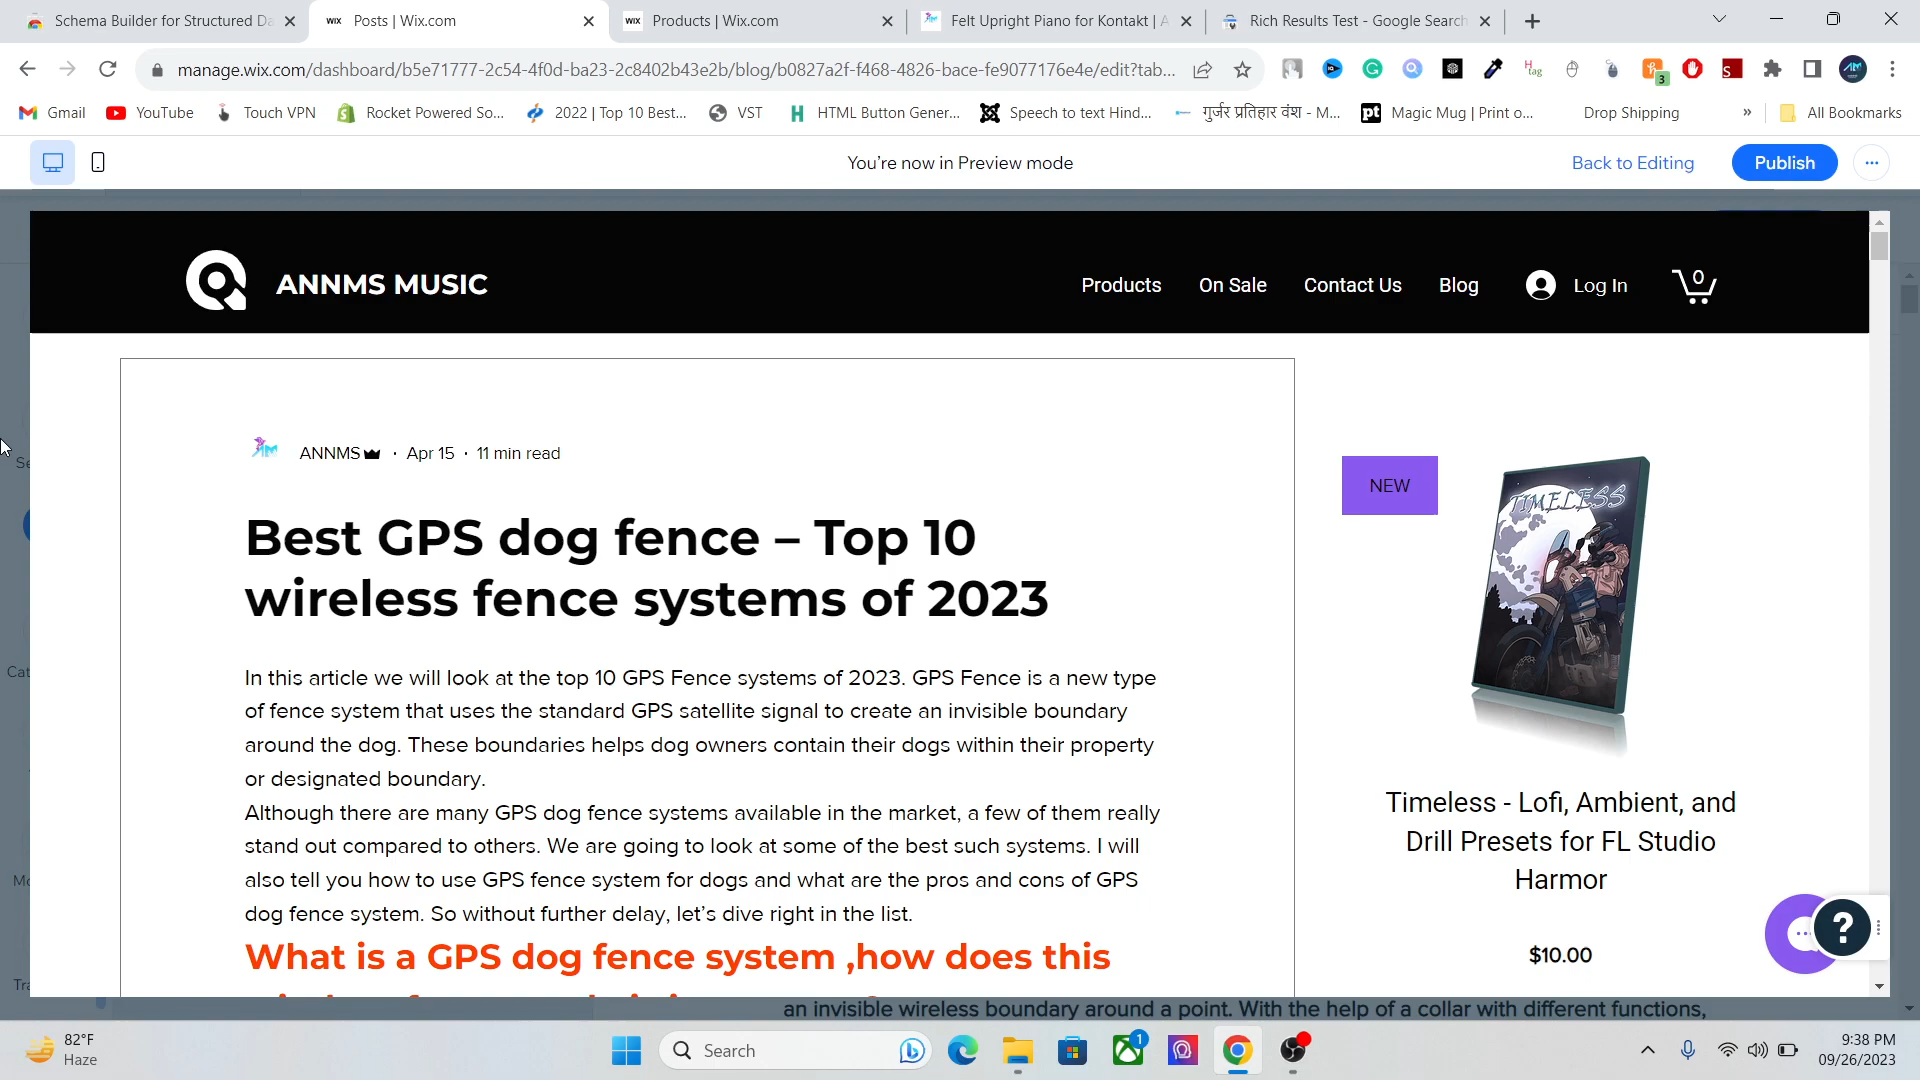 Schema Builder for Structured Da
WIX Posts | Wix.com
WIX Products | Wix.com
Felt Upright Piano for Kontakt | A
Rich Results Test - Google Search
manage.wix.com/dashboard/b5e71777-2c54-4f0d-ba23-2c8402b43e2b/blog/b0827a2f-f468-4826-bace-fe9077176e4e/edit?tab...
Gmail
YouTube
Touch VPN
Rocket Powered So...
2022 | Top 10 Best...
VST
HTML Button Gener...
Speech to text Hind...
गुर्जर प्रतिहार वंश - M...
pt Magic Mug | Print o...
Drop Shipping
»
All Bookmarks
You're now in Preview mode
Back to Editing
Publish
ANNMS MUSIC
Products
On Sale
Contact Us
Blog
Log In
0
ANNMS · Apr 15 · 11 min read
Best GPS dog fence – Top 10
wireless fence systems of 2023
In this article we will look at the top 10 GPS Fence systems of 2023. GPS Fence is a new type
of fence system that uses the standard GPS satellite signal to create an invisible boundary
around the dog. These boundaries helps dog owners contain their dogs within their property
or designated boundary.
Although there are many GPS dog fence systems available in the market, a few of them really
stand out compared to others. We are going to look at some of the best such systems. I will
also tell you how to use GPS fence system for dogs and what are the pros and cons of GPS
dog fence system. So without further delay, let's dive right in the list.
What is a GPS dog fence system ,how does this
NEW
TIMELESS
Timeless - Lofi, Ambient, and
Drill Presets for FL Studio
Harmor
$10.00
?
an invisible wireless boundary around a point. With the help of a collar with different functions,
82°F
Haze
Search
1
9:38 PM
09/26/2023